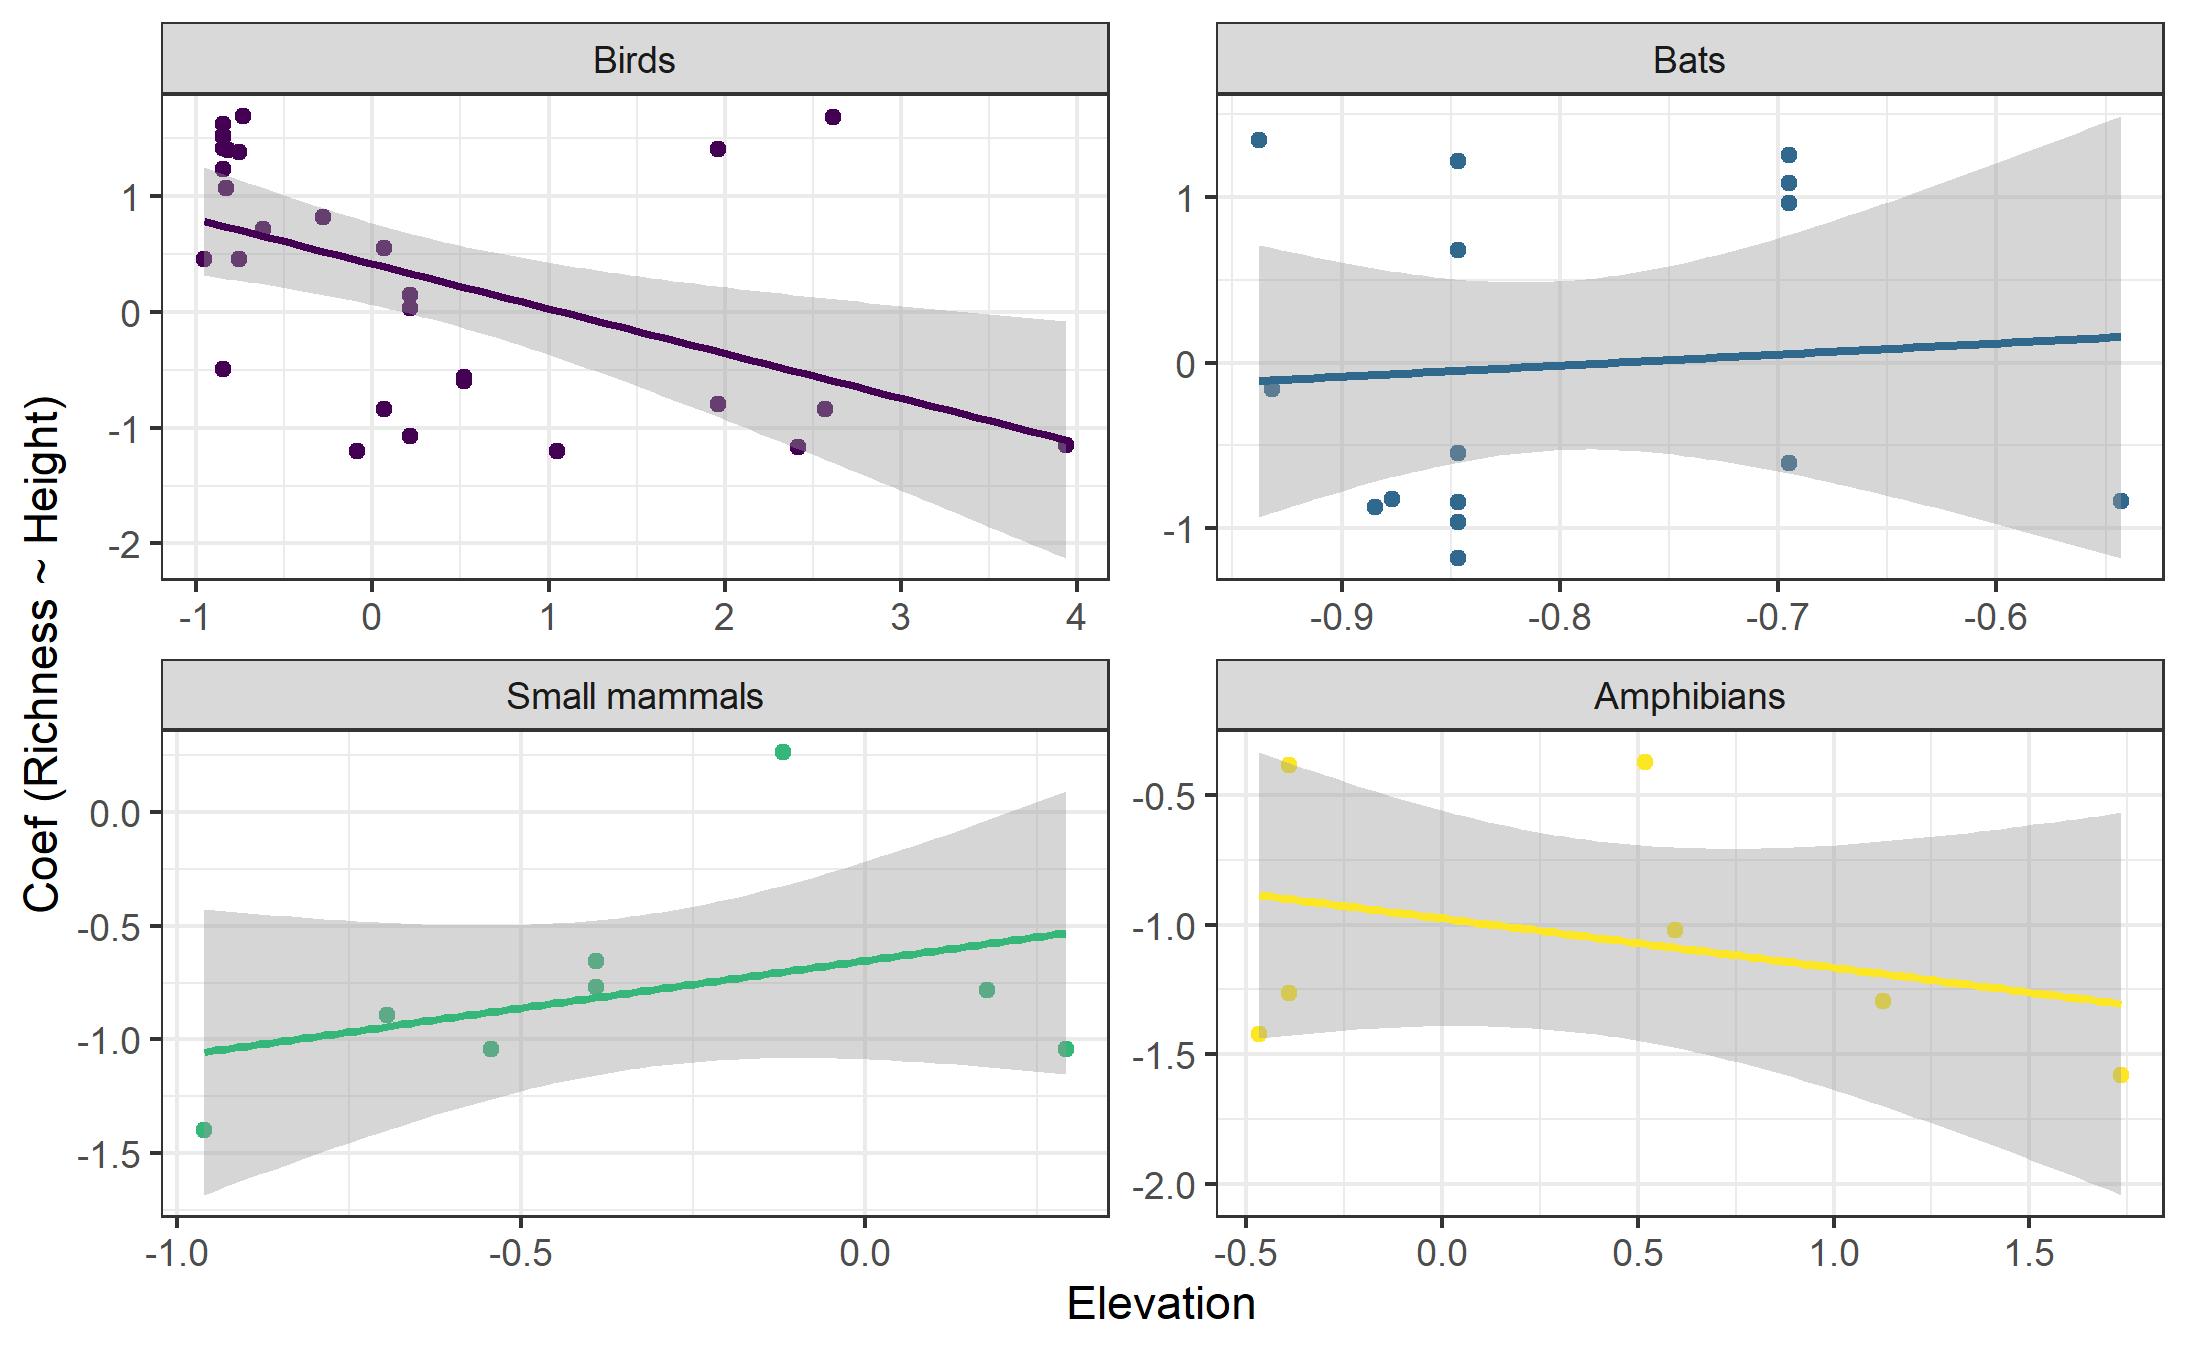 Birds
Bats
1
0
-1
-2
-1 0 1 2 3 4
1
0
-1
-0.9 -0.8 -0.7 -0.6
Coef (Richness ~ Height)
Small mammals
Amphibians
0.0
-0.5
-1.0
-1.5
-1.0 -0.5 0.0
-0.5
-1.0
-1.5
-2.0
-0.5 0.0 0.5 1.0 1.5
Elevation